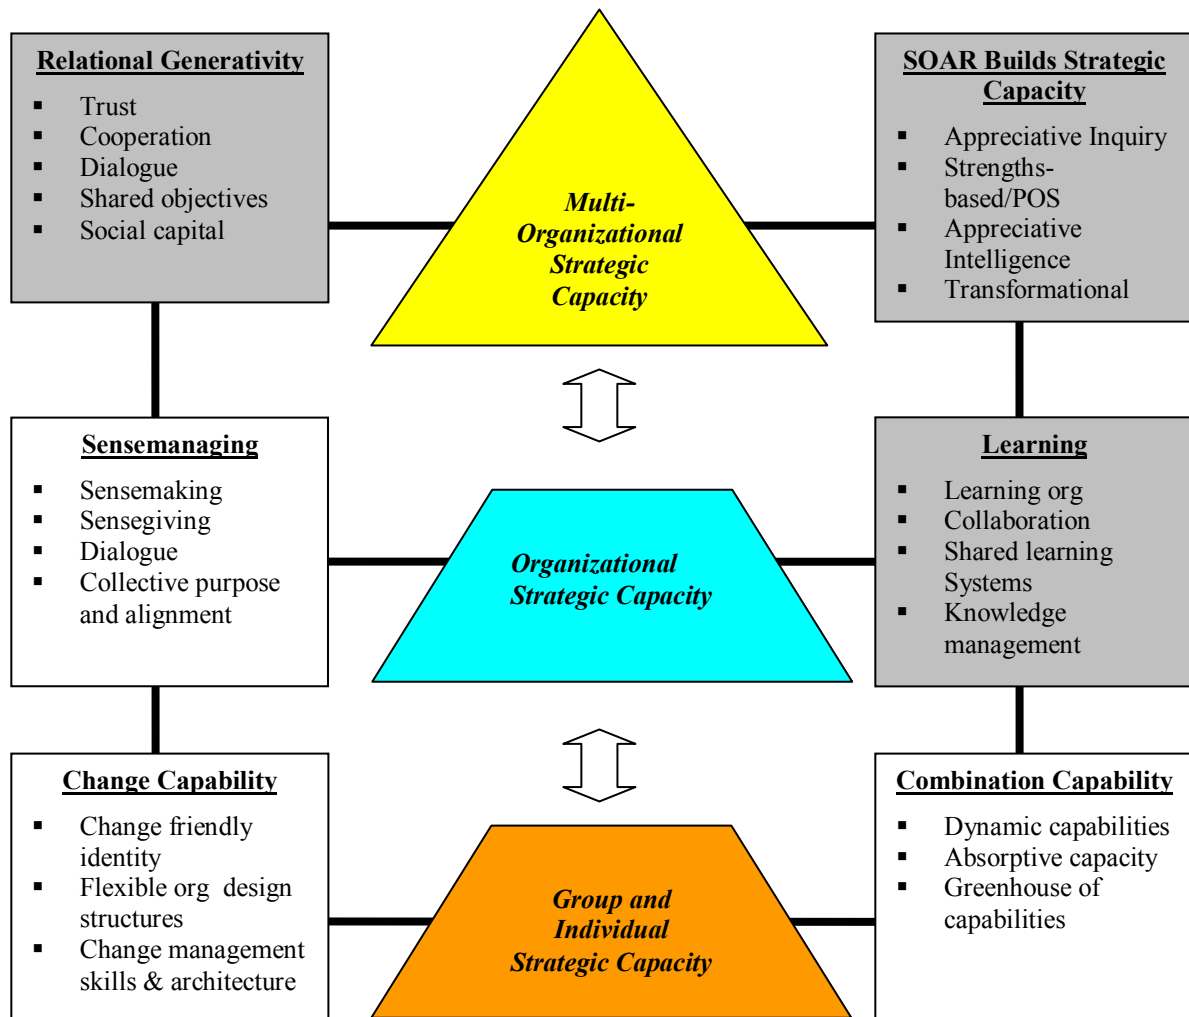 Relational Generativity
▪ Trust
▪ Cooperation
▪ Dialogue
▪ Shared objectives
▪ Social capital
Multi-
Organizational
Strategic
Capacity
SOAR Builds Strategic
Capacity
▪ Appreciative Inquiry
▪ Strengths-
based/POS
▪ Appreciative
Intelligence
▪ Transformational
Sensemanaging
▪ Sensemaking
▪ Sensegiving
▪ Dialogue
▪ Collective purpose
and alignment
Organizational
Strategic Capacity
Learning
▪ Learning org
▪ Collaboration
▪ Shared learning
Systems
▪ Knowledge
management
Change Capability
▪ Change friendly
identity
▪ Flexible org design
structures
▪ Change management
skills & architecture
Group and
Individual
Strategic Capacity
Combination Capability
▪ Dynamic capabilities
▪ Absorptive capacity
▪ Greenhouse of
capabilities